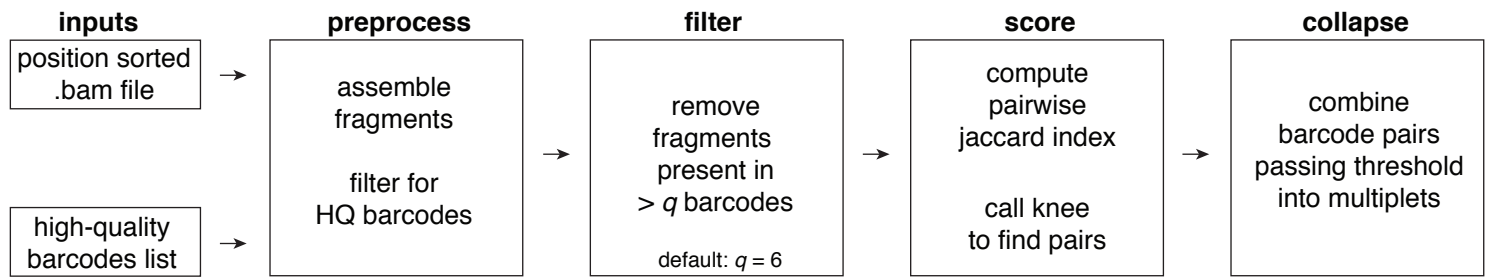 inputs
position sorted
.bam file
high-quality
barcodes list
preprocess
assemble
fragments
filter for
HQ barcodes
filter
remove
fragments
present in
> q barcodes
default: q = 6
score
compute
pairwise
jaccard index
call knee
to find pairs
collapse
combine
barcode pairs
passing threshold
into multiplets